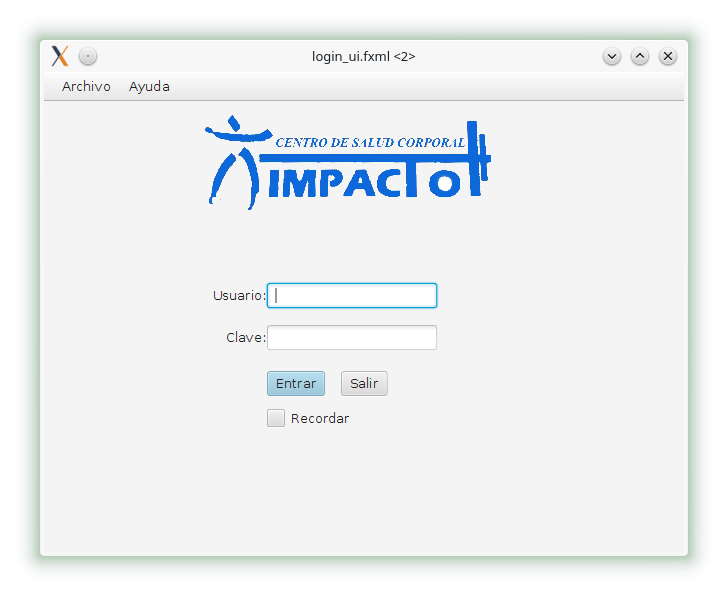 login_ui.fxml <2>
Archivo Ayuda
CENTRO DE SALUD CORPORAL
IMPACTO
Usuario:
Clave:
Entrar Salir
Recordar